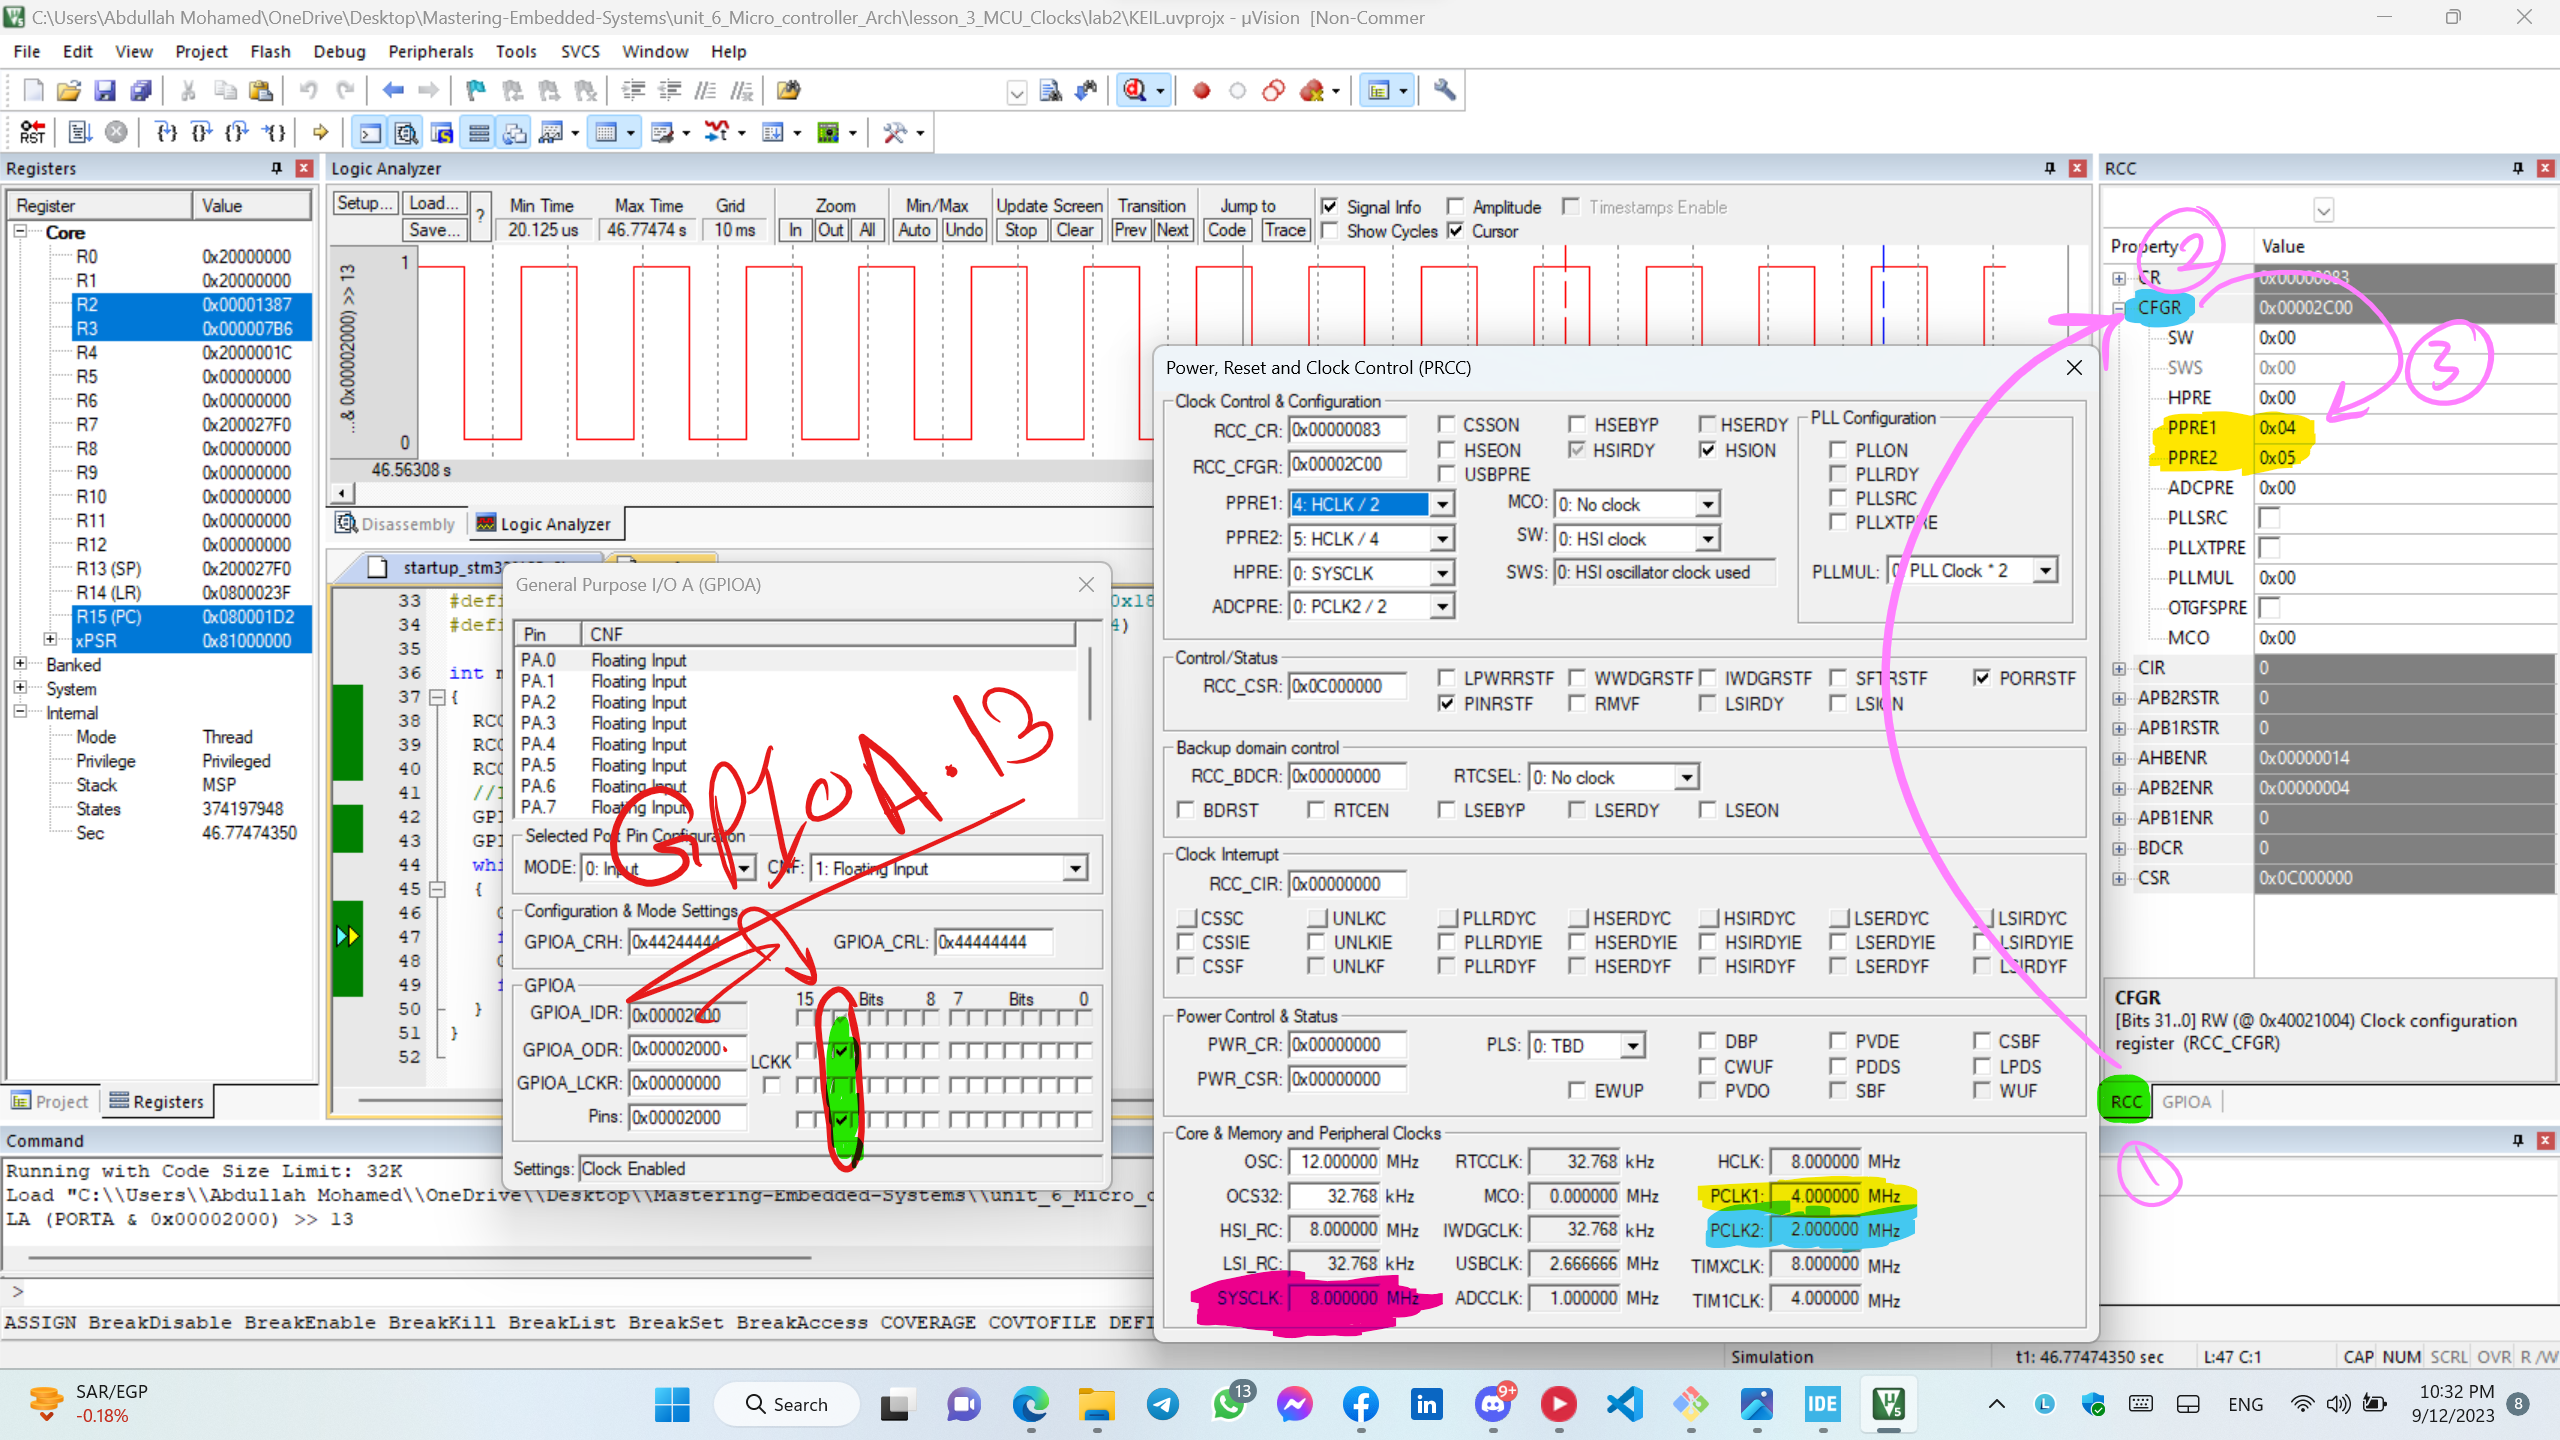 C:\Users\Abdullah Mohamed\OneDrive\Desktop\Mastering-Embedded-Systems\unit_6_Micro_controller_Arch\lesson_3_MCU_Clocks\lab2\KEIL.uvprojx - µVision [Non-Commer
File Edit View Project Flash Debug Peripherals Tools SVCS Window Help
RST
Registers
Register Value
Core
R0 0x20000000
R1 0x20000000
R2 0x00001387
R3 0x000007B6
R4 0x2000001C
R5 0x00000000
R6 0x00000000
R7 0x200027F0
R8 0x00000000
R9 0x00000000
R10 0x00000000
R11 0x00000000
R12 0x00000000
R13 (SP) 0x200027F0
R14 (LR) 0x0800023F
R15 (PC) 0x080001D2
xPSR 0x81000000
Banked
System
Internal
Mode Thread
Privilege Privileged
Stack MSP
States 374197948
Sec 46.77474350
Project Registers
Logic Analyzer
Setup... Load... ? Min Time Max Time Grid Zoom Min/Max Update Screen Transition Jump to Signal Info Amplitude Timestamps Enable
Save... 20.125 us 46.77474 s 10 ms In Out All Auto Undo Stop Clear Prev Next Code Trace Show Cycles Cursor
...& 0x00002000) >> 13
1
0
46.56308 s
Disassembly Logic Analyzer
33 #defi 0x18
34 #defi 4)
35
36 int m
37 {
38 RCC
39 RCC
40 RCC
41
42 GPI
43 GPI
44 whi
45 {
46
47
48
49
50 }
51 }
52
General Purpose I/O A (GPIOA)
Pin CNF
PA.0 Floating Input
PA.1 Floating Input
PA.2 Floating Input
PA.3 Floating Input
PA.4 Floating Input
PA.5 Floating Input
PA.6 Floating Input
PA.7 Floating Input
GPIOA.13
Selected Port Pin Configuration
MODE: 0: Input CNF: 1: Floating Input
Configuration & Mode Settings
GPIOA_CRH: 0x44244444 GPIOA_CRL: 0x44444444
GPIOA
15 Bits 8 7 Bits 0
GPIOA_IDR: 0x00002000
GPIOA_ODR: 0x00002000
GPIOA_LCKR: 0x00000000 LCKK
Pins: 0x00002000
Settings: Clock Enabled
Power, Reset and Clock Control (PRCC)
Clock Control & Configuration
RCC_CR: 0x00000083 CSSON HSEBYP HSERDY
HSEON HSIRDY HSION
RCC_CFGR: 0x00002C00 USBPRE
PPRE1: 4: HCLK / 2 MCO: 0: No clock
PPRE2: 5: HCLK / 4 SW: 0: HSI clock
HPRE: 0: SYSCLK SWS: 0: HSI oscillator clock used
ADCPRE: 0: PCLK2 / 2
PLL Configuration
PLLON
PLLRDY
PLLSRC
PLLXTPRE
PLLMUL: 0: PLL Clock * 2
Control/Status
RCC_CSR: 0x0C000000 LPWRRSTF WWDGRSTF IWDGRSTF SFTRSTF PORRSTF
PINRSTF RMVF LSIRDY LSION
Backup domain control
RCC_BDCR: 0x00000000 RTCSEL: 0: No clock
BDRST RTCEN LSEBYP LSERDY LSEON
Clock Interrupt
RCC_CIR: 0x00000000
CSSC UNLKC PLLRDYC HSERDYC HSIRDYC LSERDYC LSIRDYC
CSSIE UNLKIE PLLRDYIE HSERDYIE HSIRDYIE LSERDYIE LSIRDYIE
CSSF UNLKF PLLRDYF HSERDYF HSIRDYF LSERDYF LSIRDYF
Power Control & Status
PWR_CR: 0x00000000 PLS: 0: TBD DBP PVDE CSBF
CWUF PDDS LPDS
PWR_CSR: 0x00000000 EWUP PVDO SBF WUF
Core & Memory and Peripheral Clocks
OSC: 12.000000 MHz RTCCLK: 32.768 kHz HCLK: 8.000000 MHz
OCS32: 32.768 kHz MCO: 0.000000 MHz PCLK1: 4.000000 MHz
HSI_RC: 8.000000 MHz IWDGCLK: 32.768 kHz PCLK2: 2.000000 MHz
LSI_RC: 32.768 kHz USBCLK: 2.666666 MHz TIMXCLK: 8.000000 MHz
SYSCLK: 8.000000 MHz ADCCLK: 1.000000 MHz TIM1CLK: 4.000000 MHz
RCC
Property Value
2
CR 0x00000083
CFGR 0x00002C00
SW 0x00
SWS 0x00
3
HPRE 0x00
PPRE1 0x04
PPRE2 0x05
ADCPRE 0x00
PLLSRC
PLLXTPRE
PLLMUL 0x00
OTGFSPRE
MCO 0x00
CIR 0
APB2RSTR 0
APB1RSTR 0
AHBENR 0x00000014
APB2ENR 0x00000004
APB1ENR 0
BDCR 0
CSR 0x0C000000
CFGR
[Bits 31..0] RW (@ 0x40021004) Clock configuration
register (RCC_CFGR)
RCC GPIOA
1
Command
Running with Code Size Limit: 32K
Load "C:\\Users\\Abdullah Mohamed\\OneDrive\\Desktop\\Mastering-Embedded-Systems\\unit_6_Micro_c
LA (PORTA & 0x00002000) >> 13
>
ASSIGN BreakDisable BreakEnable BreakKill BreakList BreakSet BreakAccess COVERAGE COVTOFILE DEFI
Simulation t1: 46.77474350 sec L:47 C:1 CAP NUM SCRL OVR R/W
SAR/EGP
-0.18%
Search
13
9+
IDE
ENG
10:32 PM
9/12/2023
8